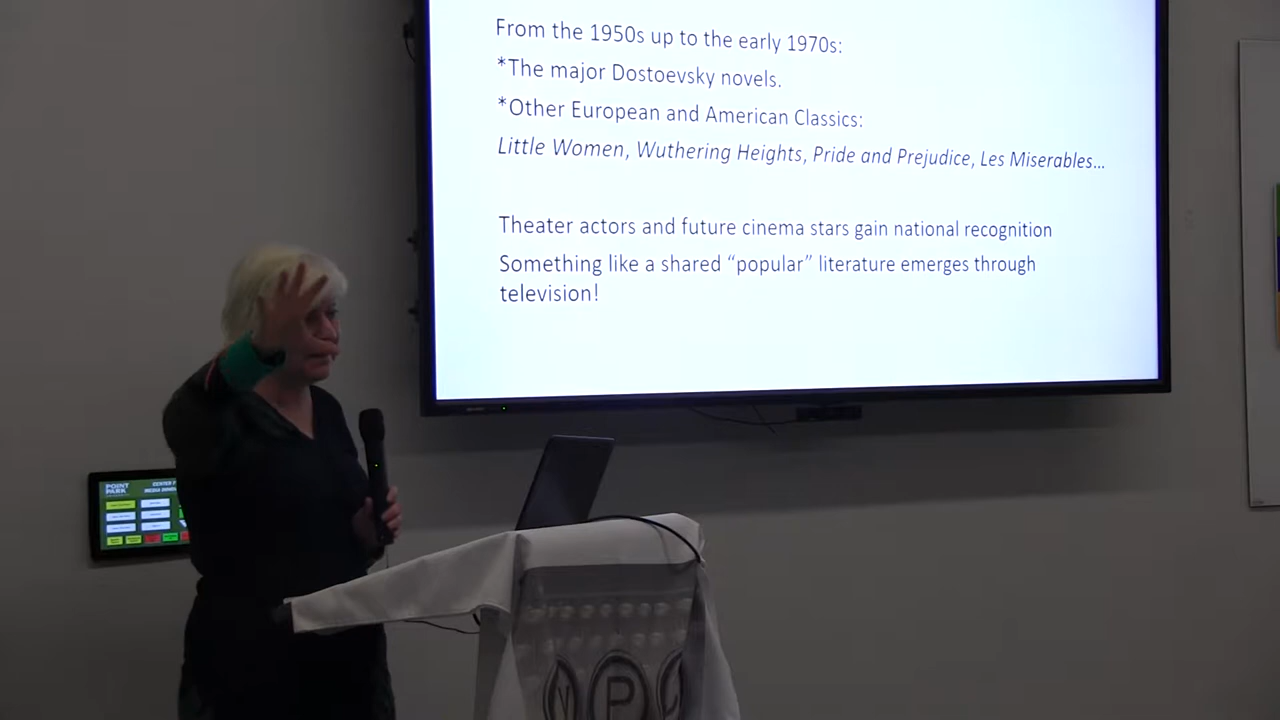 From the 1950s up to the early 1970s:
*The major Dostoevsky novels.
*Other European and American Classics:
Little Women, Wuthering Heights, Pride and Prejudice, Les Miserables...
Theater actors and future cinema stars gain national recognition
Something like a shared “popular” literature emerges through
television!
POINT
PARK
CENTER F
P